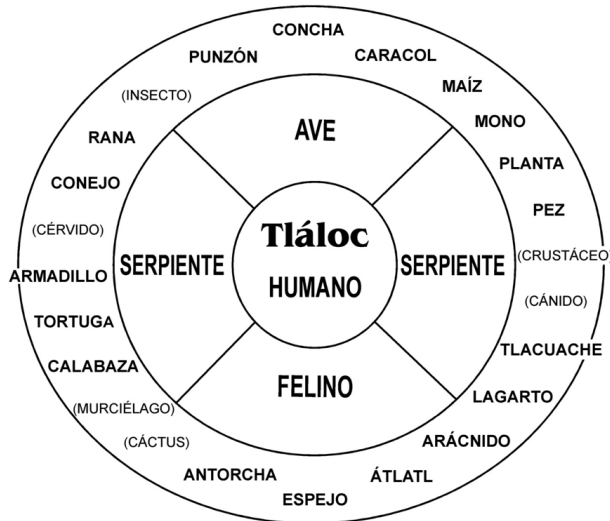 CONCHA
PUNZÓN
CARACOL
(INSECTO)
MAÍZ
RANA
MONO
AVE
CONEJO
PLANTA
(CÉRVIDO)
PEZ
Tláloc
HUMANO
SERPIENTE
SERPIENTE
(CRUSTÁCEO)
ARMADILLO
(CÁNIDO)
TORTUGA
TLACUACHE
CALABAZA
FELINO
LAGARTO
(MURCIÉLAGO)
(CÁCTUS)
ARÁCNIDO
ANTORCHA
ÁTLATL
ESPEJO